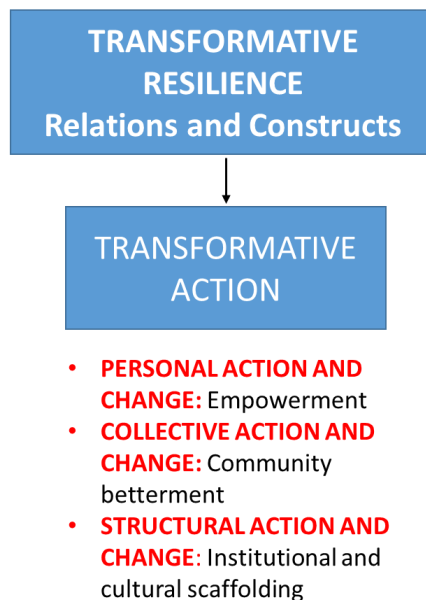 TRANSFORMATIVE
RESILIENCE
Relations and Constructs
TRANSFORMATIVE
ACTION
• PERSONAL ACTION AND
CHANGE: Empowerment
• COLLECTIVE ACTION AND
CHANGE: Community
betterment
• STRUCTURAL ACTION AND
CHANGE: Institutional and
cultural scaffolding